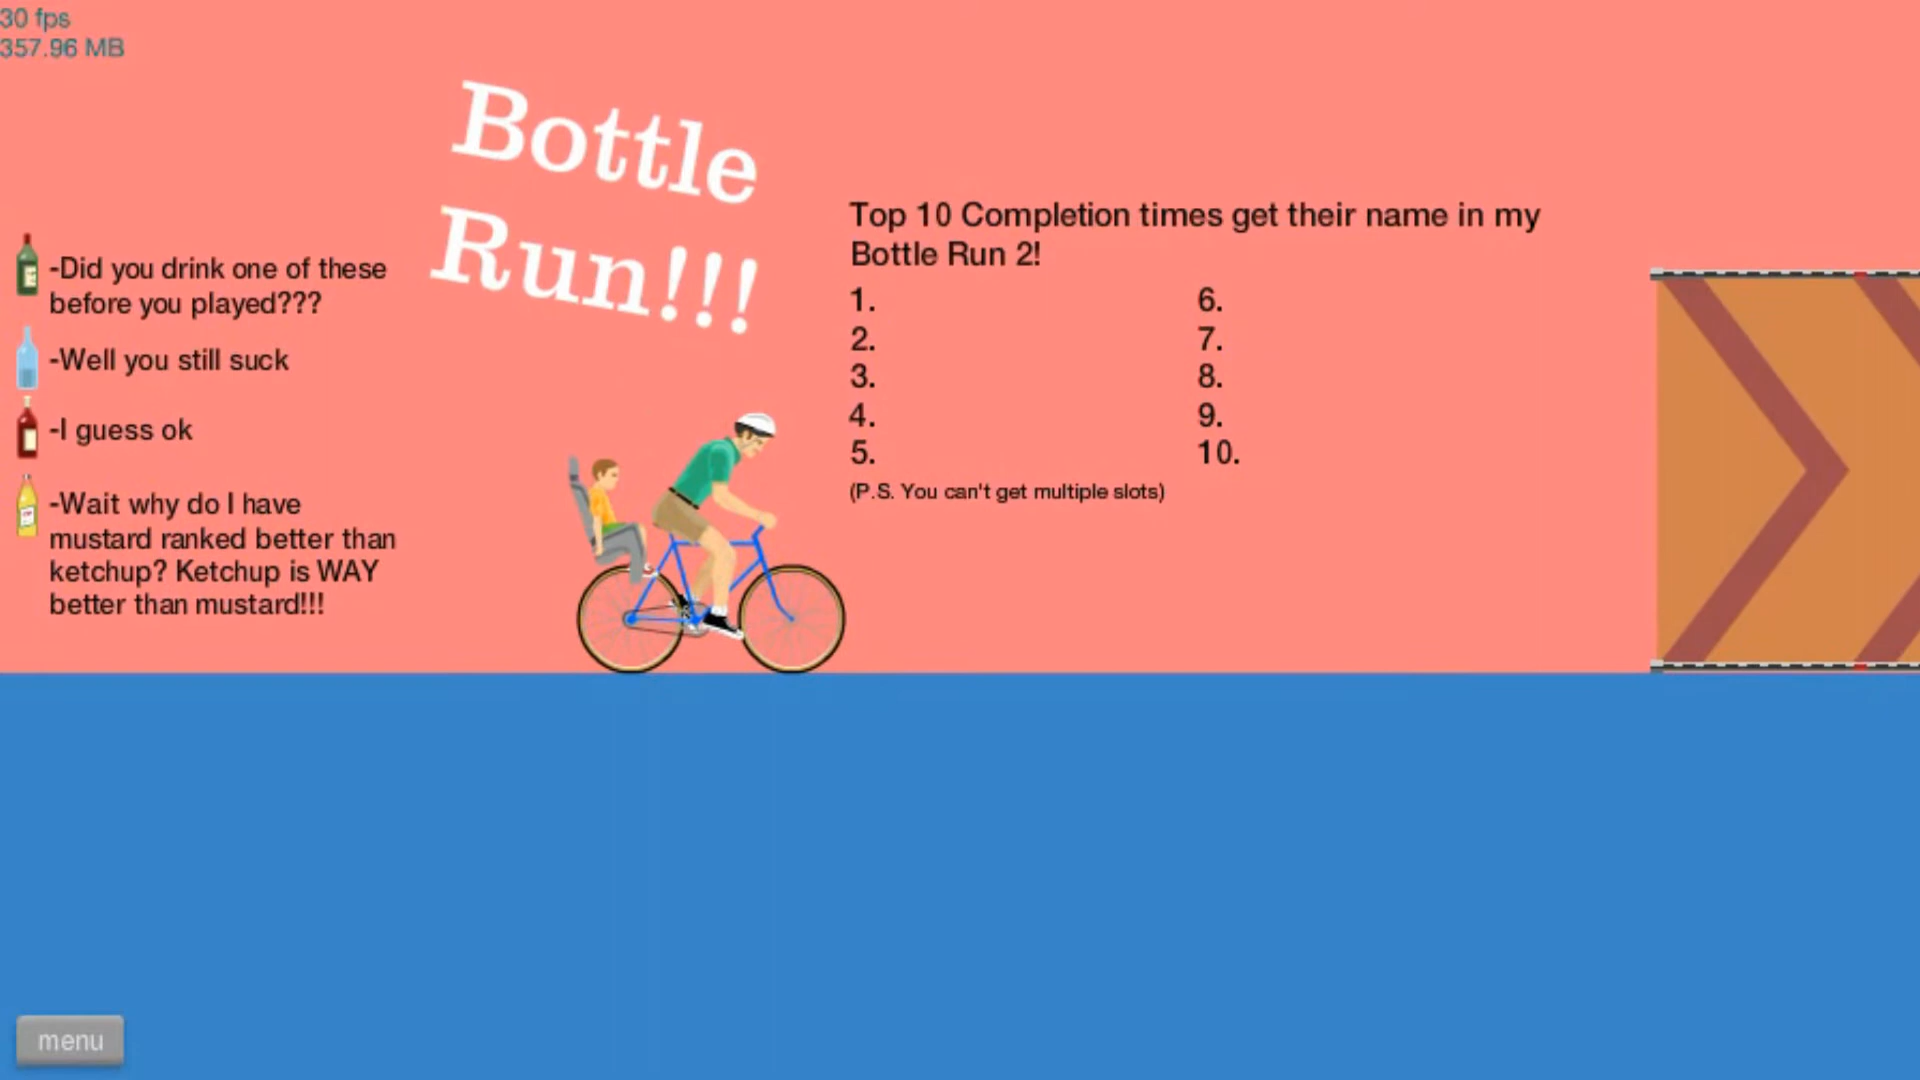 30 fps
357.96 MB
Bottle
Run!!!
-Did you drink one of these
before you played???
-Well you still suck
-I guess ok
-Wait why do I have
mustard ranked better than
ketchup? Ketchup is WAY
better than mustard!!!
Top 10 Completion times get their name in my
Bottle Run 2!
1.
2.
3.
4.
5.
6.
7.
8.
9.
10.
(P.S. You can't get multiple slots)
menu